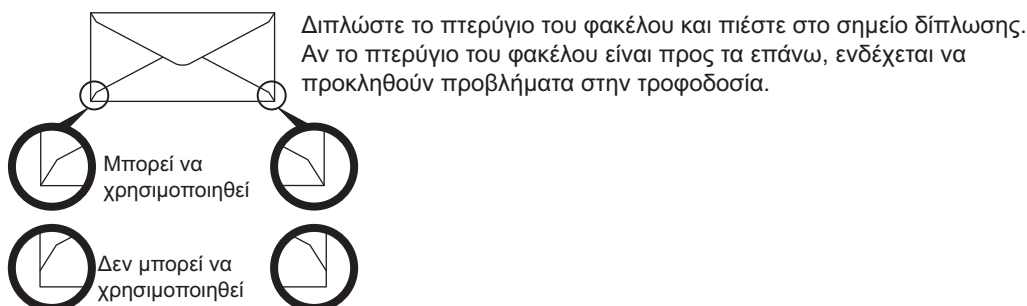 Διπλώστε το πτερύγιο του φακέλου και πιέστε στο σημείο δίπλωσης.
Αν το πτερύγιο του φακέλου είναι προς τα επάνω, ενδέχεται να
προκληθούν προβλήματα στην τροφοδοσία.
Μπορεί να
χρησιμοποιηθεί
Δεν μπορεί να
χρησιμοποιηθεί